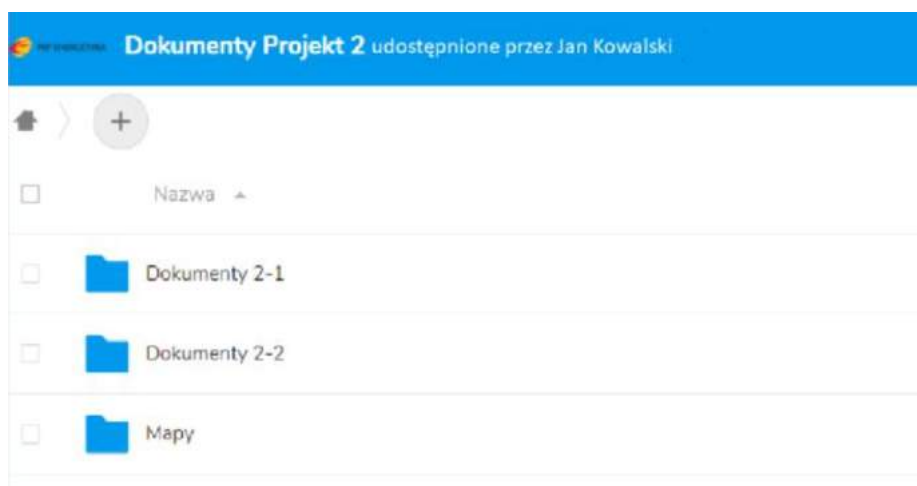 Dokumenty Projekt 2 udostępnione przez Jan Kowalski
Nazwa
Dokumenty 2-1
Dokumenty 2-2
Mapy